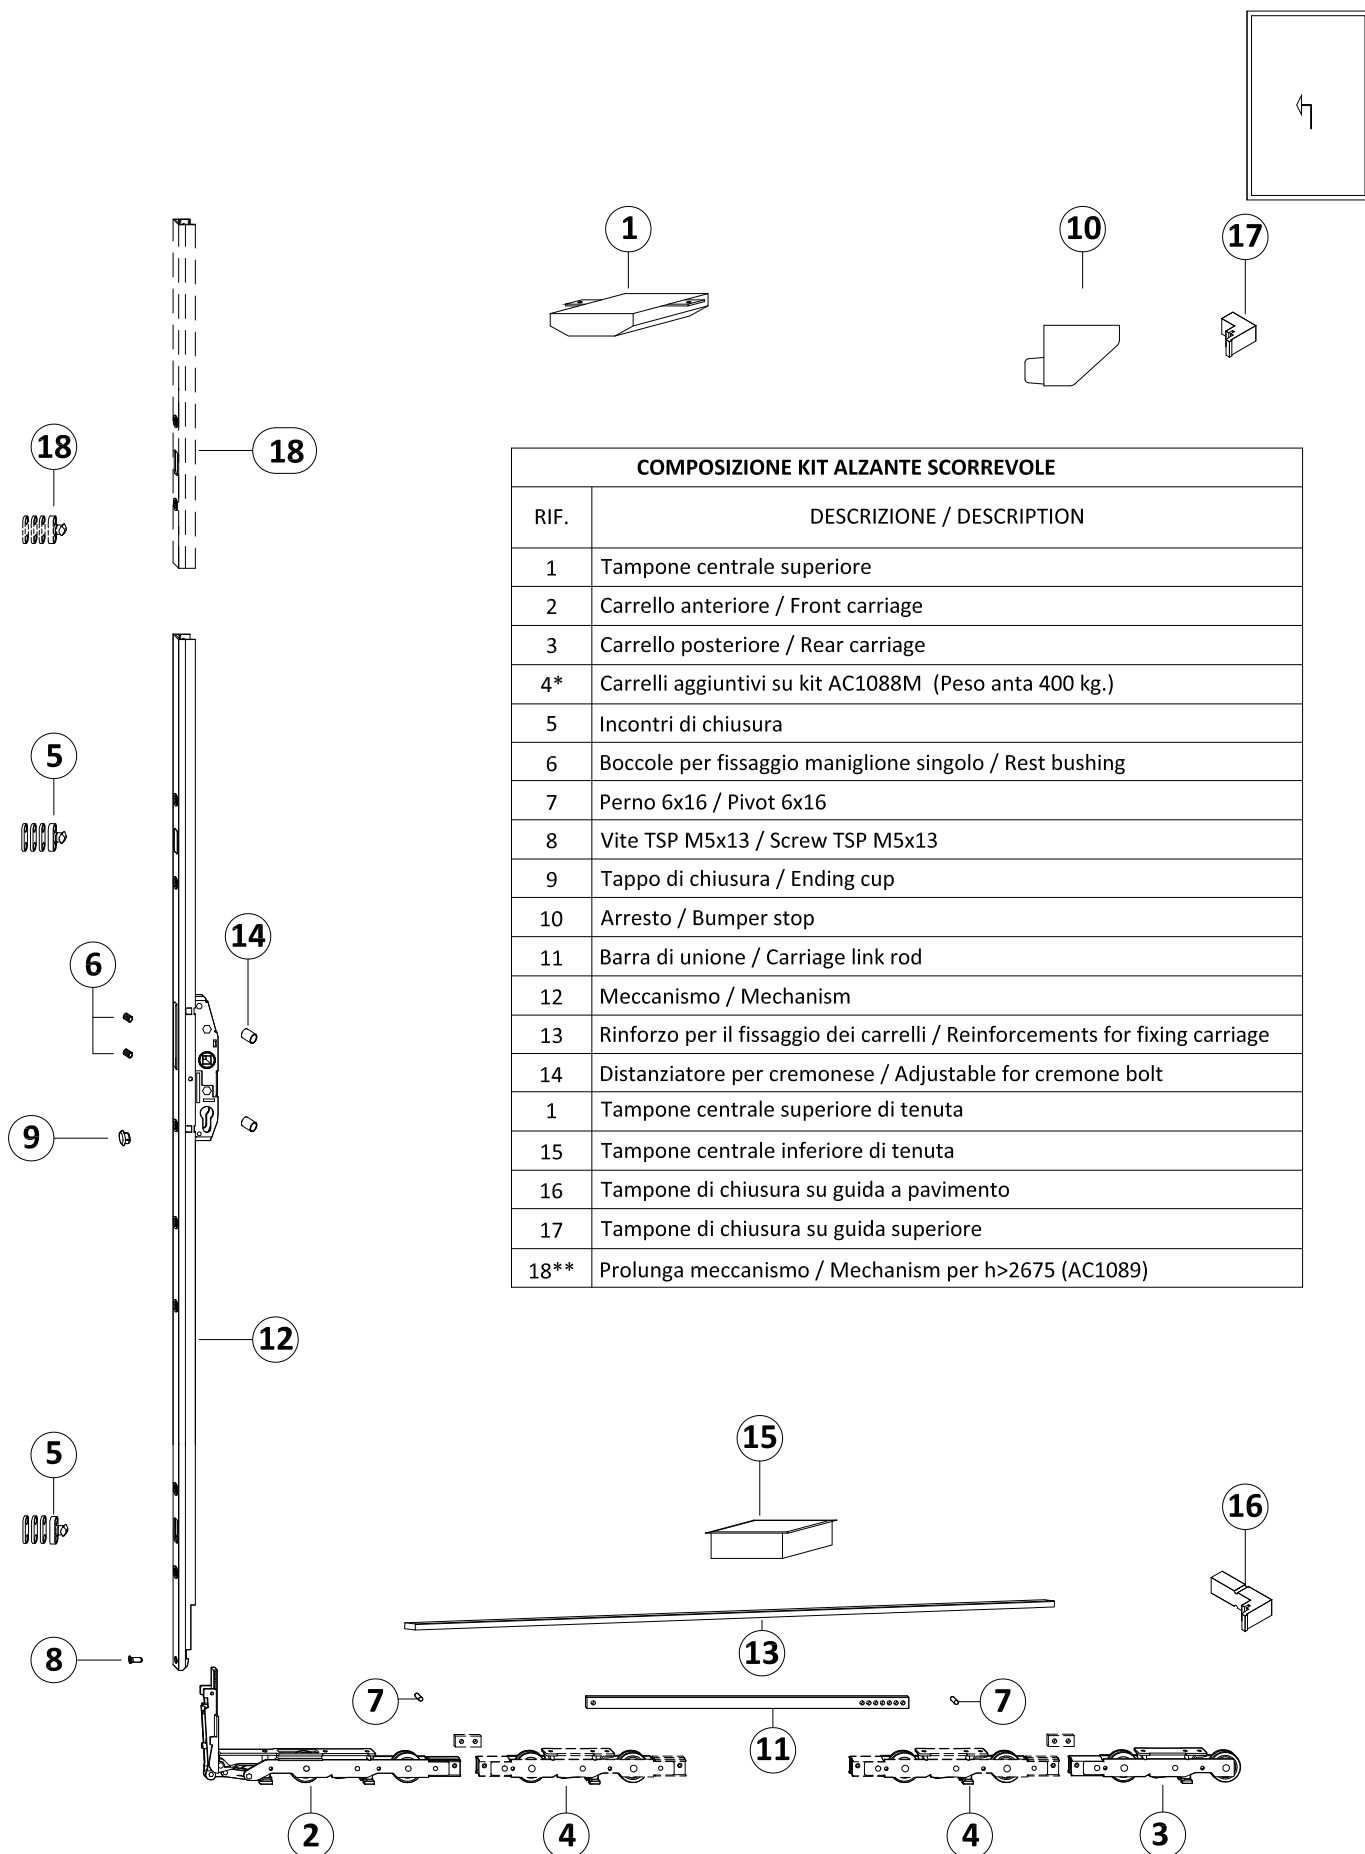 1
10
17
18
18
COMPOSIZIONE KIT ALZANTE SCORREVOLE
RIF. DESCRIZIONE / DESCRIPTION
1 Tampone centrale superiore
2 Carrello anteriore / Front carriage
3 Carrello posteriore / Rear carriage
4* Carrelli aggiuntivi su kit AC1088M (Peso anta 400 kg.)
5 Incontri di chiusura
6 Boccole per fissaggio maniglione singolo / Rest bushing
7 Perno 6x16 / Pivot 6x16
8 Vite TSP M5x13 / Screw TSP M5x13
9 Tappo di chiusura / Ending cup
10 Arresto / Bumper stop
11 Barra di unione / Carriage link rod
12 Meccanismo / Mechanism
13 Rinforzo per il fissaggio dei carrelli / Reinforcements for fixing carriage
14 Distanziatore per cremonese / Adjustable for cremone bolt
1 Tampone centrale superiore di tenuta
15 Tampone centrale inferiore di tenuta
16 Tampone di chiusura su guida a pavimento
17 Tampone di chiusura su guida superiore
18** Prolunga meccanismo / Mechanism per h>2675 (AC1089)
5
14
6
9
12
15
5
16
13
8
7
7
11
2
4
4
3